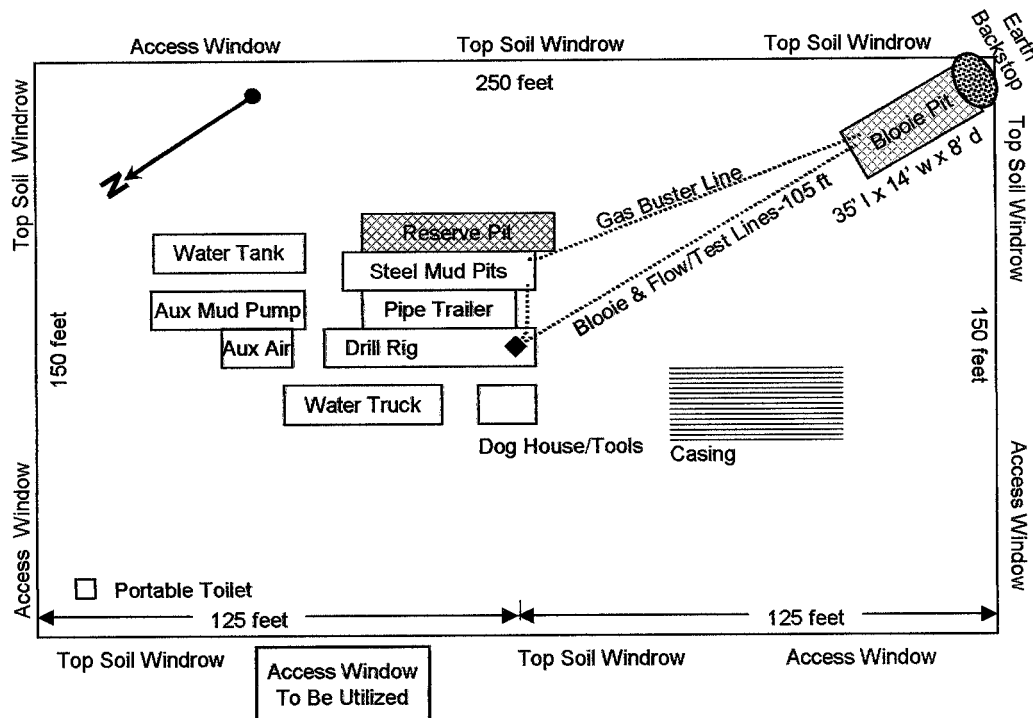 Access Window
Top Soil Windrow
Top Soil Windrow
Earth
Backstop
250 feet
N
Blooie Pit
35' l x 14' w x 8' d
Top Soil Windrow
Top Soil Windrow
Gas Buster Line
Blooie & Flow/Test Lines-105 ft
Reserve Pit
Water Tank
Steel Mud Pits
Aux Mud Pump
Pipe Trailer
Aux Air
Drill Rig
150 feet
150 feet
Water Truck
Dog House/Tools
Casing
Access Window
Access Window
Portable Toilet
125 feet
125 feet
Top Soil Windrow
Access Window
To Be Utilized
Top Soil Windrow
Access Window